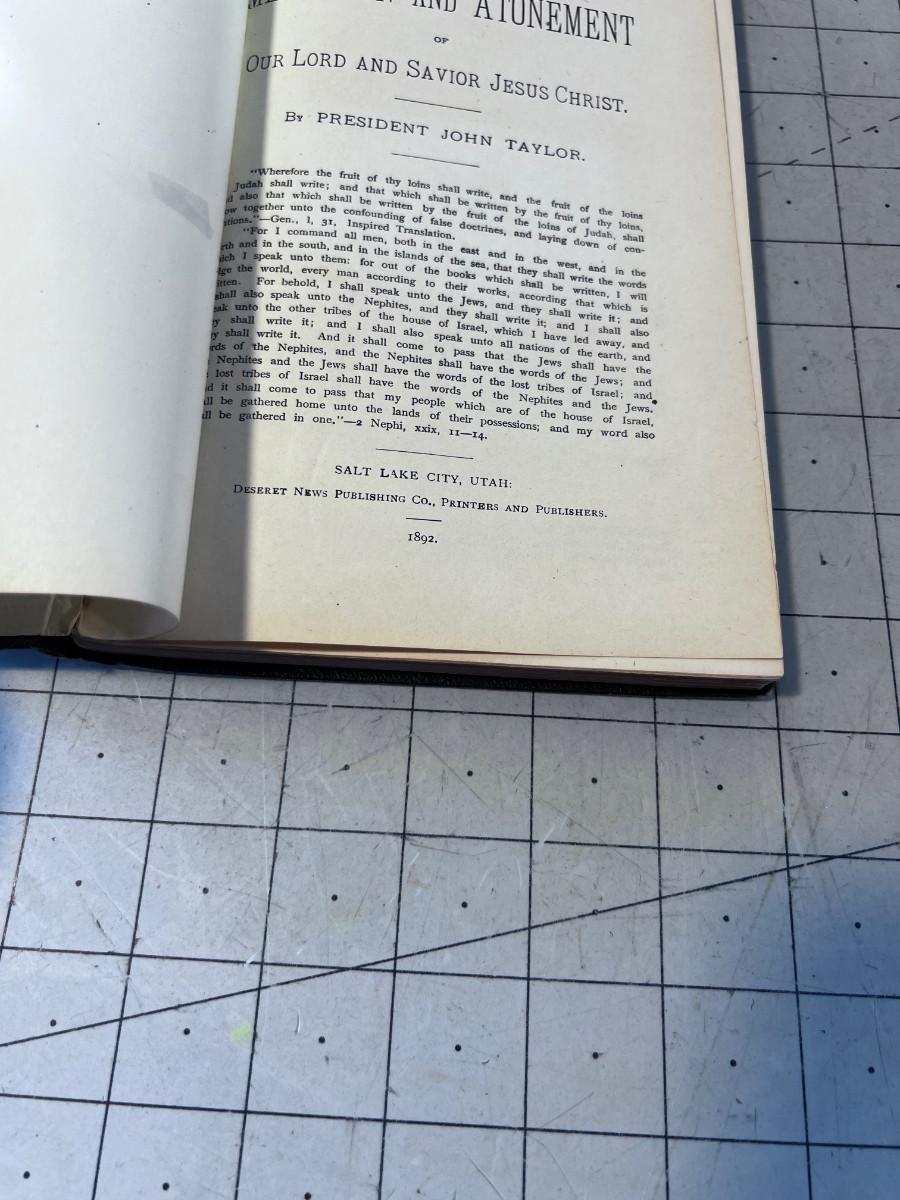 AND ATONEMENT
OF
OUR LORD AND SAVIOR JESUS CHRIST.
BY PRESIDENT JOHN TAYLOR.
"Wherefore the fruit of thy loins shall write, and the fruit of the loins
Judah shall write; and that which shall be written by the fruit of thy loins,
also that which shall be written by the fruit of the loins of Judah, shall
together unto the confounding of false doctrines, and laying down of con-
tions."—Gen., 1, 31, Inspired Translation.
"For I command all men, both in the east and in the west, and in the
rth and in the south, and in the islands of the sea, that they shall write the words
ich I speak unto them: for out of the books which shall be written, I will
ge the world, every man according to their works, according that which is
itten. For behold, I shall speak unto the Jews, and they shall write it; and
shall also speak unto the Nephites, and they shall write it; and I shall also
ak unto the other tribes of the house of Israel, which I have led away, and
y shall write it; and I shall also speak unto all nations of the earth, and
y shall write it. And it shall come to pass that the Jews shall have the
rds of the Nephites, and the Nephites shall have the words of the Jews; and
Nephites and the Jews shall have the words of the lost tribes of Israel; and
lost tribes of Israel shall have the words of the Nephites and the Jews.
d it shall come to pass that my people which are of the house of Israel,
ll be gathered home unto the lands of their possessions; and my word also
ll be gathered in one."—2 Nephi, xxix, 11—14.
SALT LAKE CITY, UTAH:
DESERET NEWS PUBLISHING CO., PRINTERS AND PUBLISHERS.
1892.